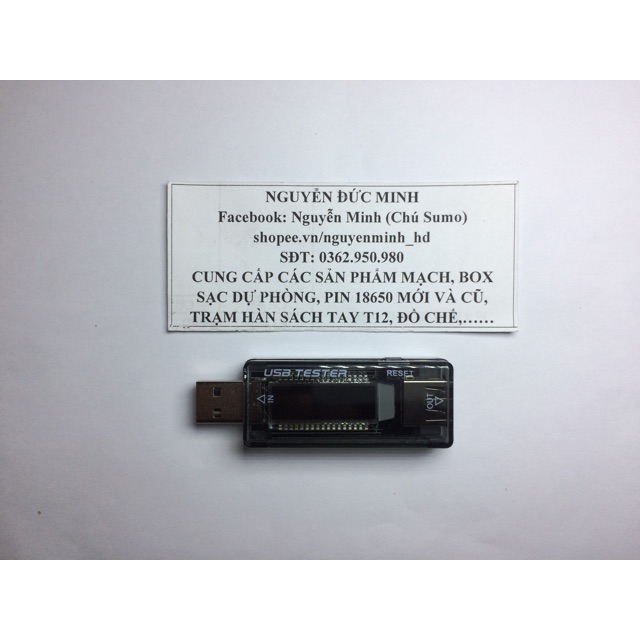 NGUYỄN ĐỨC MINH
Facebook: Nguyễn Minh (Chú Sumo)
shopee.vn/nguyenminh_hd
SĐT: 0362.950.980
CUNG CẤP CÁC SẢN PHẨM MẠCH, BOX
SẠC DỰ PHÒNG, PIN 18650 MỚI VÀ CŨ,
TRẠM HÀN SÁCH TAY T12, ĐỒ CHẾ,……
USB TESTER RESET
IN
OUT